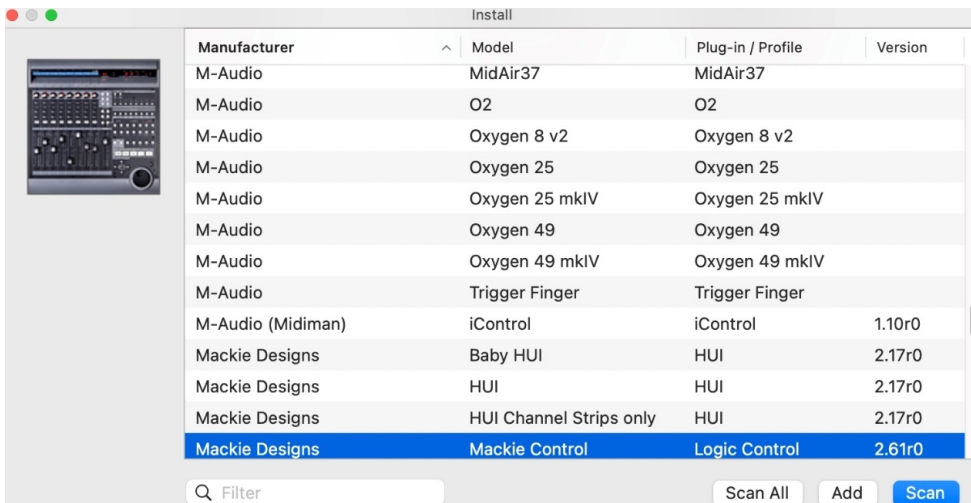 Install
Manufacturer Model Plug-in / Profile Version
M-Audio MidAir37 MidAir37
M-Audio O2 O2
M-Audio Oxygen 8 v2 Oxygen 8 v2
M-Audio Oxygen 25 Oxygen 25
M-Audio Oxygen 25 mkIV Oxygen 25 mkIV
M-Audio Oxygen 49 Oxygen 49
M-Audio Oxygen 49 mkIV Oxygen 49 mkIV
M-Audio Trigger Finger Trigger Finger
M-Audio (Midiman) iControl iControl 1.10r0
Mackie Designs Baby HUI HUI 2.17r0
Mackie Designs HUI HUI 2.17r0
Mackie Designs HUI Channel Strips only HUI 2.17r0
Mackie Designs Mackie Control Logic Control 2.61r0
Filter Scan All Add Scan